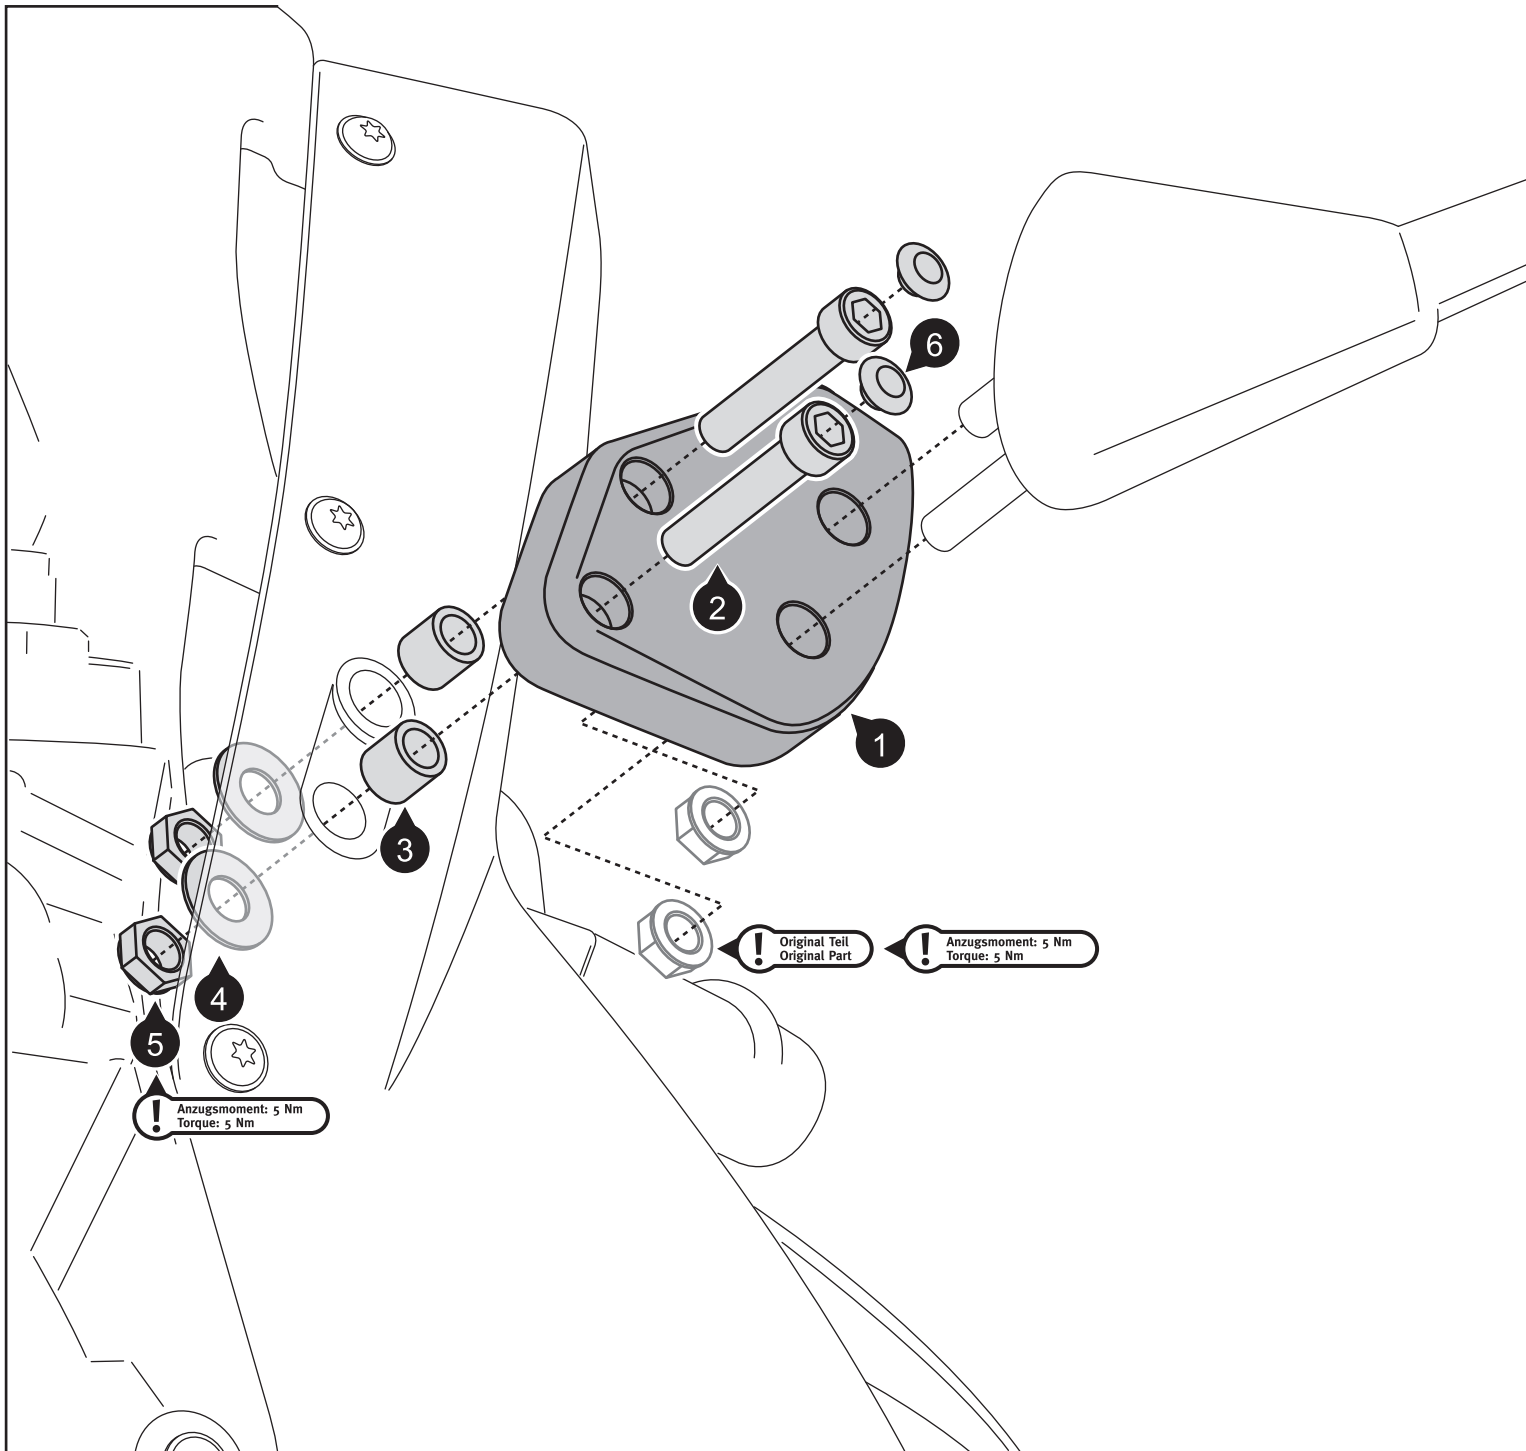 6
2
1
3
Original Teil
Original Part
Anzugsmoment: 5 Nm
Torque: 5 Nm
4
5
Anzugsmoment: 5 Nm
Torque: 5 Nm